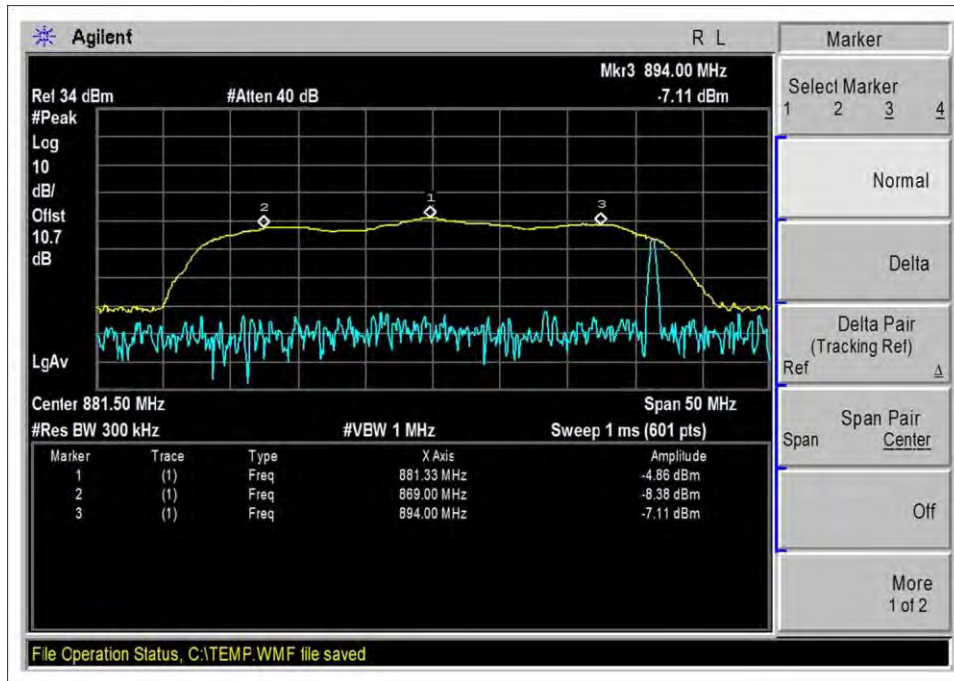 Agilent R L
Mkr3 894.00 MHz
Ref 34 dBm #Atten 40 dB -7.11 dBm
#Peak
Log
10
dB/
Offst
10.7
dB
LgAv
2
1
3
Center 881.50 MHz Span 50 MHz
#Res BW 300 kHz #VBW 1 MHz Sweep 1 ms (601 pts)
Marker Trace Type X Axis Amplitude
1 (1) Freq 881.33 MHz -4.86 dBm
2 (1) Freq 869.00 MHz -8.38 dBm
3 (1) Freq 894.00 MHz -7.11 dBm
File Operation Status, C:\TEMP.WMF file saved
Marker
Select Marker
1 2 3 4
Normal
Delta
Delta Pair
(Tracking Ref)
Ref Δ
Span Pair
Span Center
Off
More
1 of 2